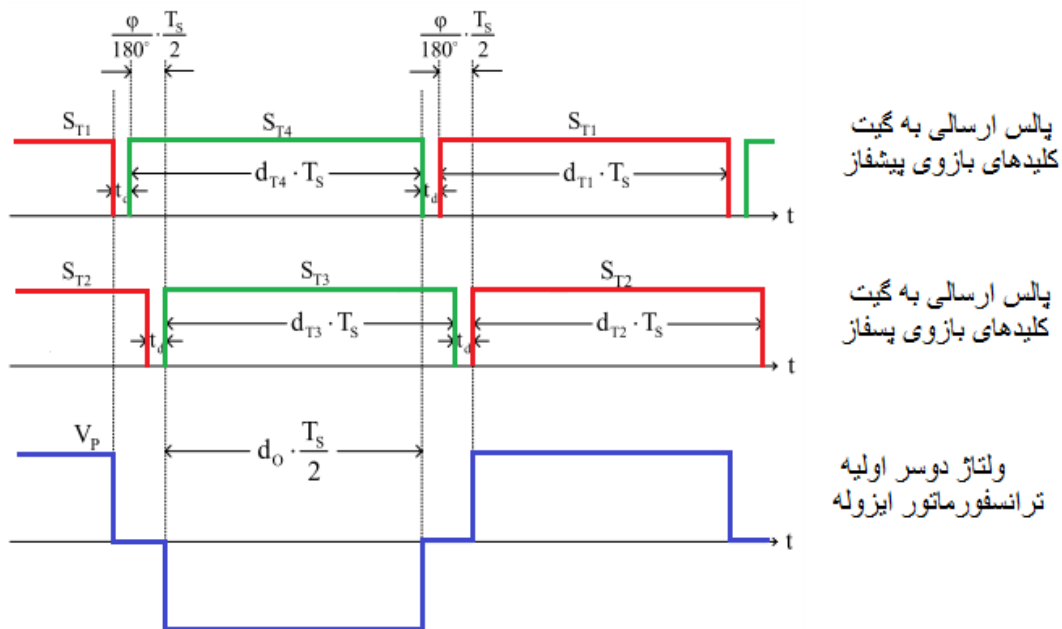 φ/180° · T_S/2
φ/180° · T_S/2
S_T1
S_T4
S_T1
d_T4 · T_S
d_T1 · T_S
t_d
t_d
t
پالس ارسالی به گیت
کلیدهای بازوی پیشفاز
S_T2
S_T3
S_T2
d_T3 · T_S
d_T2 · T_S
t_d
t_d
t
پالس ارسالی به گیت
کلیدهای بازوی پسفاز
V_P
d_O · T_S/2
t
ولتاژ دوسر اولیه
ترانسفورماتور ایزوله